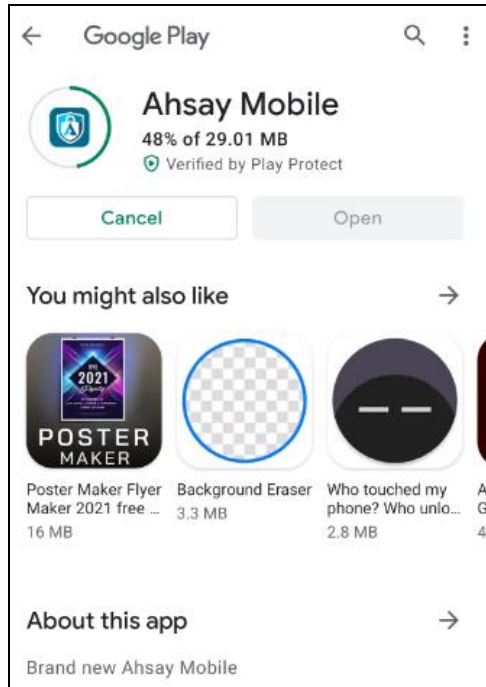 Google Play
Ahsay Mobile
48% of 29.01 MB
Verified by Play Protect
Cancel
Open
You might also like
2021
POSTER
MAKER
Poster Maker Flyer
Maker 2021 free ...
16 MB
Background Eraser
3.3 MB
Who touched my
phone? Who unlo...
2.8 MB
A
G
4
About this app
Brand new Ahsay Mobile